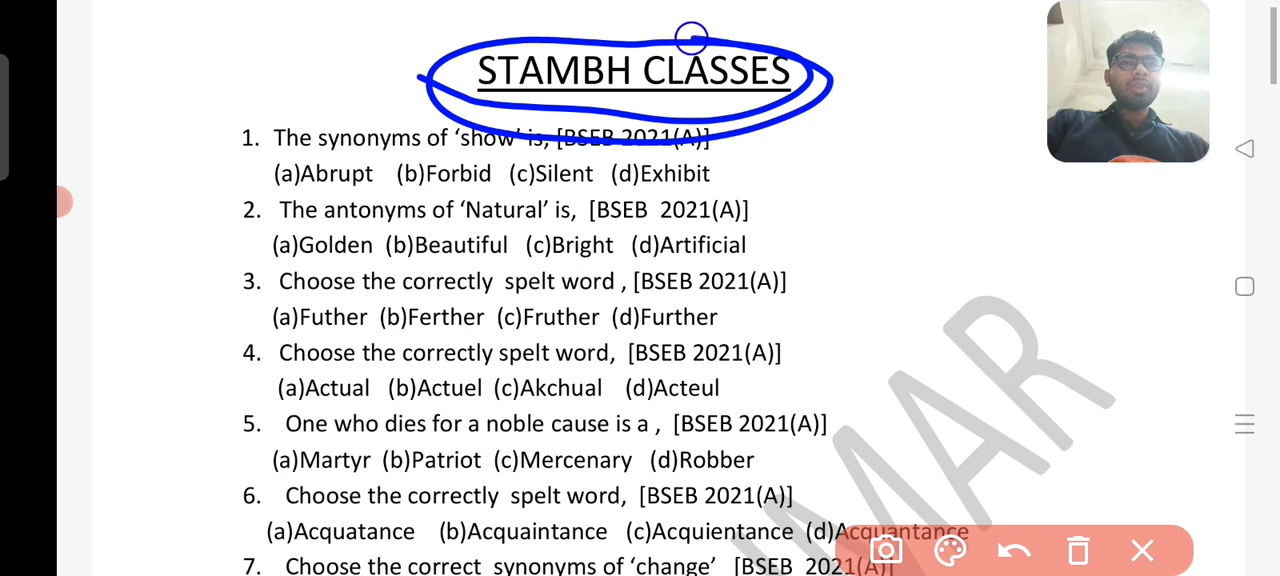 STAMBH CLASSES
1. The synonyms of ‘show’ is, [BSEB 2021(A)]
(a)Abrupt (b)Forbid (c)Silent (d)Exhibit
2. The antonyms of ‘Natural’ is, [BSEB 2021(A)]
(a)Golden (b)Beautiful (c)Bright (d)Artificial
3. Choose the correctly spelt word , [BSEB 2021(A)]
(a)Futher (b)Ferther (c)Fruther (d)Further
4. Choose the correctly spelt word, [BSEB 2021(A)]
(a)Actual (b)Actuel (c)Akchual (d)Acteul
5. One who dies for a noble cause is a , [BSEB 2021(A)]
(a)Martyr (b)Patriot (c)Mercenary (d)Robber
6. Choose the correctly spelt word, [BSEB 2021(A)]
(a)Acquatance (b)Acquaintance (c)Acquientance (d)Acquantance
7. Choose the correct synonyms of ‘change’ [BSEB 2021(A)]